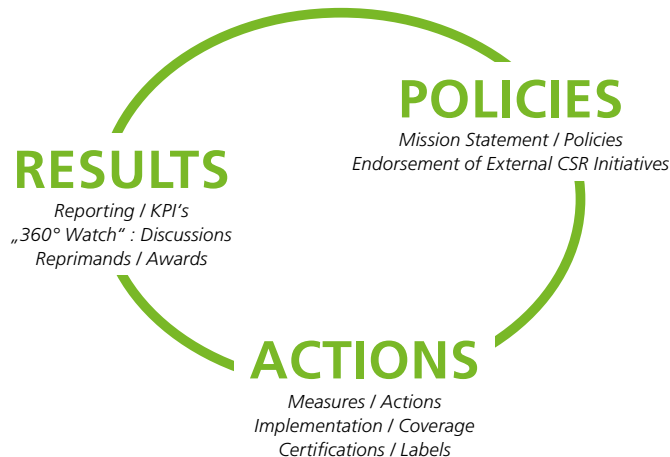 POLICIES
Mission Statement / Policies
Endorsement of External CSR Initiatives
RESULTS
Reporting / KPI‘s
„360° Watch“ : Discussions
Reprimands / Awards
ACTIONS
Measures / Actions
Implementation / Coverage
Certifications / Labels